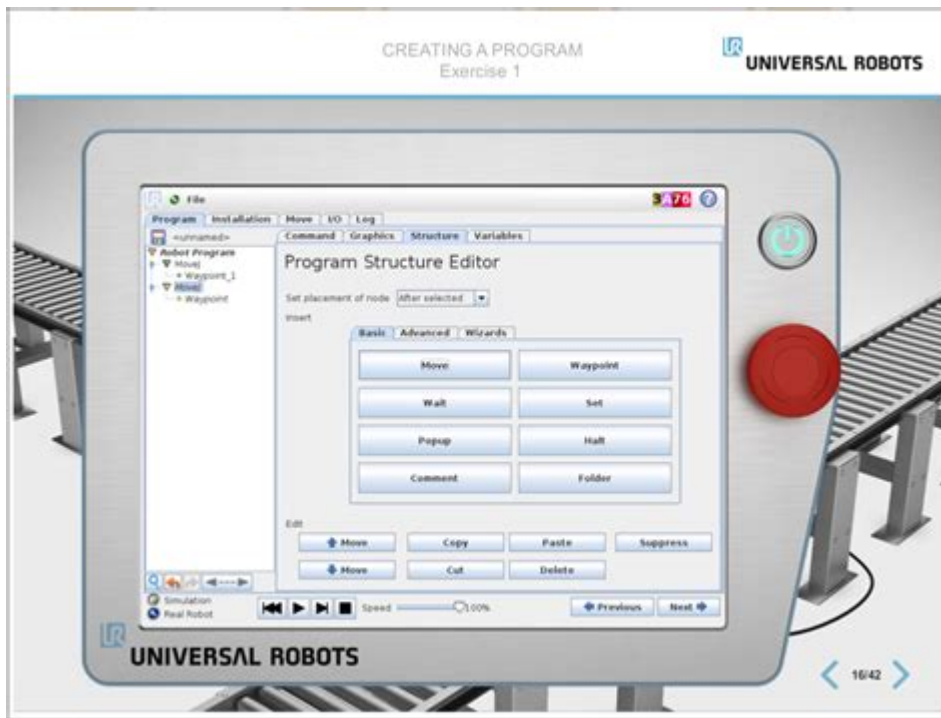 CREATING A PROGRAM
Exercise 1
UNIVERSAL ROBOTS
File
3A76 ?
Program Installation Move I/O Log
<unnamed>
Command Graphics Structure Variables
Robot Program
MoveJ
Waypoint_1
MoveJ
Waypoint
Program Structure Editor
Set placement of node After selected
Insert
Basic Advanced Wizards
Move Waypoint
Wait Set
Popup Halt
Comment Folder
Edit
Move Copy Paste Suppress
Move Cut Delete
Simulation
Real Robot
Speed 100%
Previous Next
UR
UNIVERSAL ROBOTS
16/42